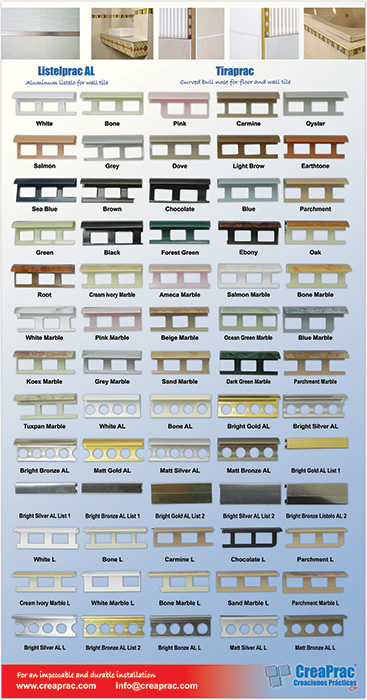 Listelprac AL Tiraprac
Aluminum listels for wall tile Curved bull nose for floor and wall tile
White Bone Pink Carmine Oyster
Salmon Grey Dove Light Brow Earthtone
Sea Blue Brown Chocolate Blue Parchment
Green Black Forest Green Ebony Oak
Root Cream Ivory Marble Ameca Marble Salmon Marble Bone Marble
White Marble Pink Marble Beige Marble Ocean Green Marble Blue Marble
Koex Marble Grey Marble Sand Marble Dark Green Marble Parchment Marble
Tuxpan Marble White AL Bone AL Bright Gold AL Bright Silver AL
Bright Bronze AL Matt Gold AL Matt Silver AL Matt Bronze AL Bright Gold AL List 1
Bright Silver AL List 1 Bright Bronze AL List 1 Bright Gold AL List 2 Bright Silver AL List 2 Bright Bronze Listelo AL 2
White L Bone L Carmine L Chocolate L Parchment L
Cream Ivory Marble L White Marble L Bone Marble L Sand Marble L Parchment Marble L
Bright Silver AL L Bright Bronze AL List 2 Bright Bonze AL Matt Silver AL L Matt Bronze AL L
For an impeccable and durable installation
www.creaprac.com info@creaprac.com
CreaPrac
Creaciones Prácticas